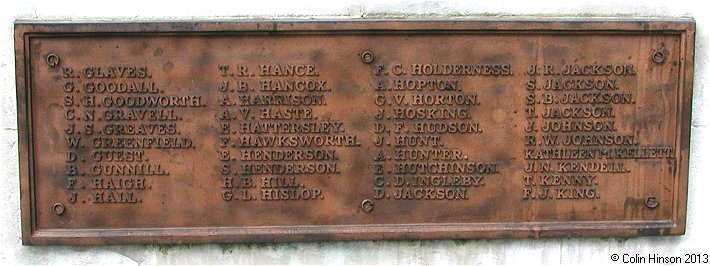 R. GLAVES.
G. GOODALL.
S. H. GOODWORTH.
C. N. GRAVELL.
J. S. GREAVES.
W. GREENFIELD.
D. GUEST.
B. GUNNILL.
F. HAIGH.
J. HALL.
T. R. HANCE.
J. B. HANCOX.
A. HARRISON.
A. V. HASTE.
E. HATTERSLEY.
F. HAWKSWORTH.
E. HENDERSON.
S. HENDERSON.
H. B. HILL.
G. L. HISLOP.
F. C. HOLDERNESS.
A. HOPTON.
G. V. HORTON.
J. HOSKING.
D. F. HUDSON.
J. HUNT.
A. HUNTER.
E. HUTCHINSON.
C. D. INGLEBY.
D. JACKSON.
J. R. JACKSON.
S. JACKSON.
S. B. JACKSON.
T. JACKSON.
J. JOHNSON.
R. W. JOHNSON.
KATHLEEN M. KELLETT.
J. N. KENDELL.
T. KENNY.
F. J. KING.
© Colin Hinson 2013